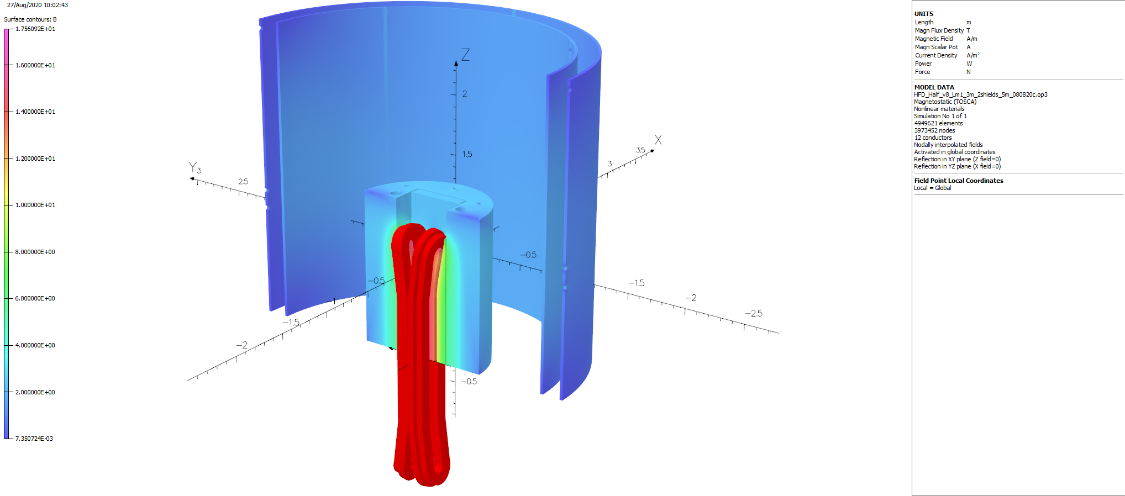 27/Aug/2020 10:02:43
Surface contours: B
1.756092E+01
1.600000E+01
1.400000E+01
1.200000E+01
1.000000E+01
8.000000E+00
6.000000E+00
4.000000E+00
2.000000E+00
7.350724E-03
Z
2
1.5
X
3.5
3
Y
3
2.5
-0.5
-0.5
-1.5
-1.5
-2
-2
-2.5
-0.5
UNITS
Length m
Magn Flux Density T
Magnetic Field A/m
Magn Scalar Pot A
Current Density A/m²
Power W
Force N
MODEL DATA
HFD_Half_v8_Lm1_3m_2shields_5m_080820c.op3
Magnetostatic (TOSCA)
Nonlinear materials
Simulation No 1 of 1
4949621 elements
3973452 nodes
12 conductors
Nodally interpolated fields
Activated in global coordinates
Reflection in XY plane (Z field=0)
Reflection in YZ plane (X field=0)
Field Point Local Coordinates
Local = Global